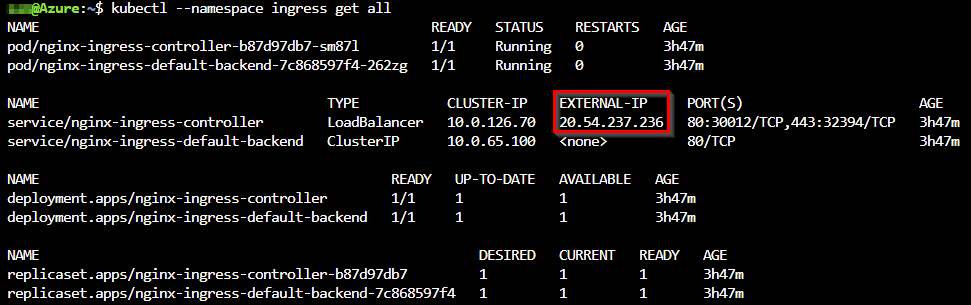 @Azure:~$ kubectl --namespace ingress get all
NAME READY STATUS RESTARTS AGE
pod/nginx-ingress-controller-b87d97db7-sm87l 1/1 Running 0 3h47m
pod/nginx-ingress-default-backend-7c868597f4-262zg 1/1 Running 0 3h47m
NAME TYPE CLUSTER-IP EXTERNAL-IP PORT(S) AGE
service/nginx-ingress-controller LoadBalancer 10.0.126.70 20.54.237.236 80:30012/TCP,443:32394/TCP 3h47m
service/nginx-ingress-default-backend ClusterIP 10.0.65.100 <none> 80/TCP 3h47m
NAME READY UP-TO-DATE AVAILABLE AGE
deployment.apps/nginx-ingress-controller 1/1 1 1 3h47m
deployment.apps/nginx-ingress-default-backend 1/1 1 1 3h47m
NAME DESIRED CURRENT READY AGE
replicaset.apps/nginx-ingress-controller-b87d97db7 1 1 1 3h47m
replicaset.apps/nginx-ingress-default-backend-7c868597f4 1 1 1 3h47m